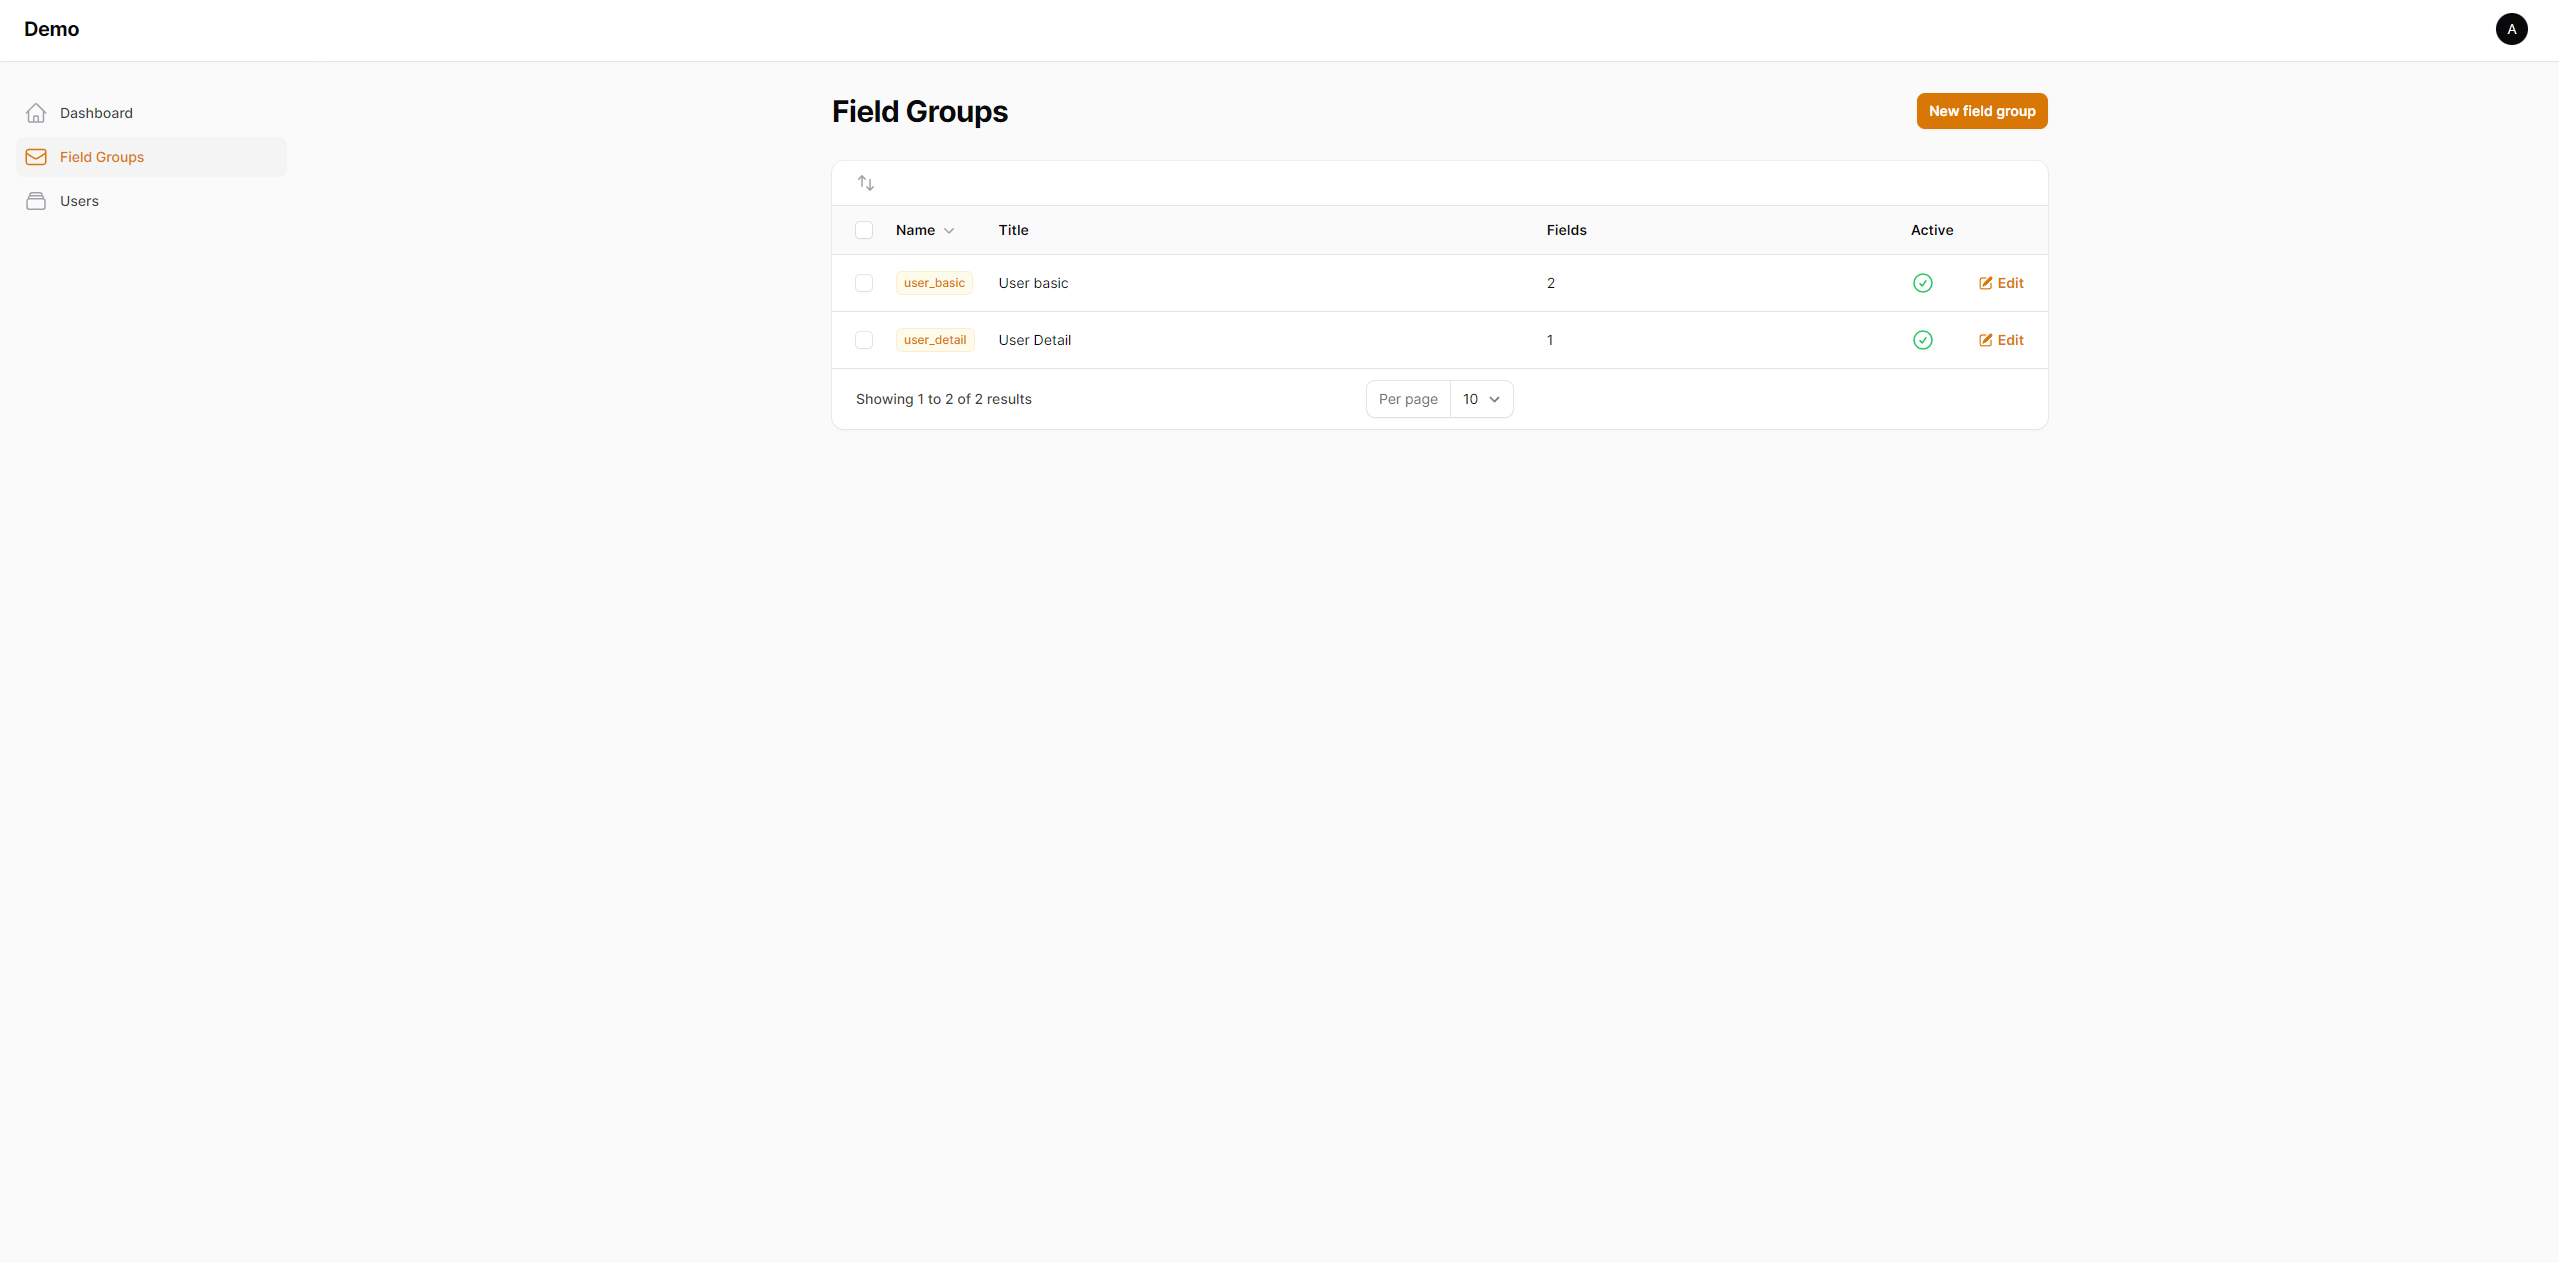 Demo
A
Dashboard
Field Groups
Users
Field Groups
New field group
Name Title Fields Active
user_basic User basic 2 Edit
user_detail User Detail 1 Edit
Showing 1 to 2 of 2 results Per page 10